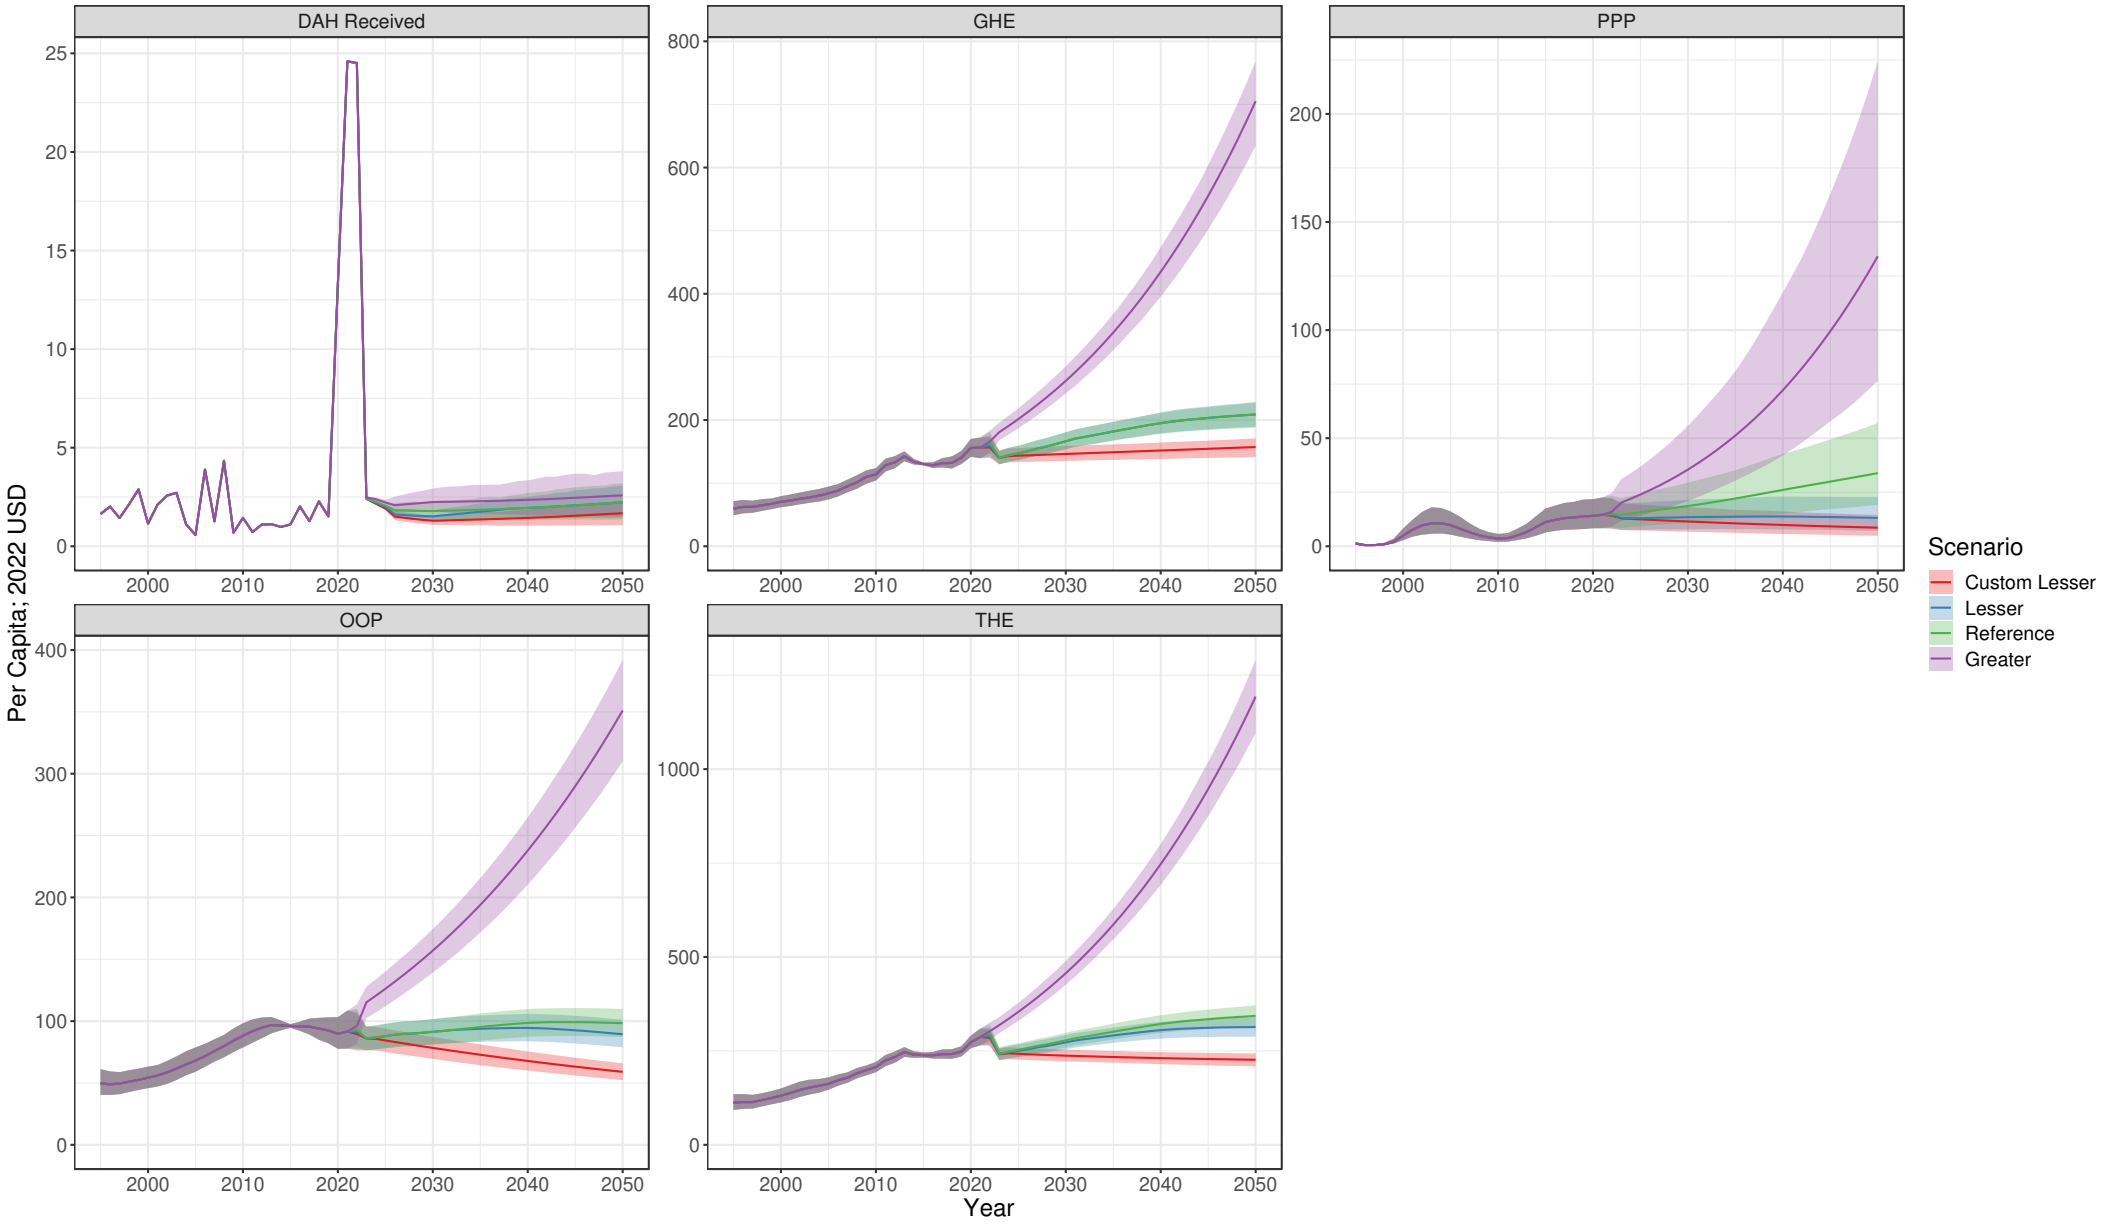 DAH Received
GHE
PPP
25
20
15
10
5
0
800
600
400
200
0
200
150
100
50
0
2000 2010 2020 2030 2040 2050
2000 2010 2020 2030 2040 2050
2000 2010 2020 2030 2040 2050
Per Capita; 2022 USD
OOP
THE
400
300
200
100
0
1000
500
0
2000 2010 2020 2030 2040 2050
2000 2010 2020 2030 2040 2050
Year
Scenario
Custom Lesser
Lesser
Reference
Greater